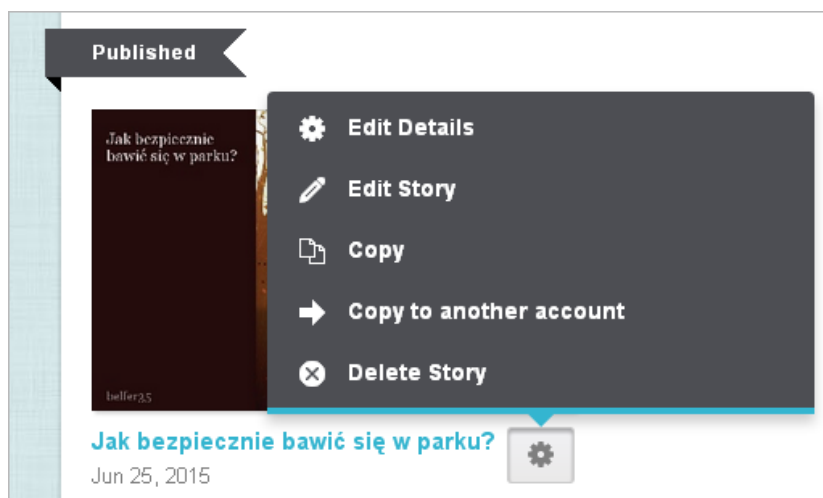 Published
Jak bezpiecznie
bawić się w parku?
belfer35
Edit Details
Edit Story
Copy
Copy to another account
Delete Story
Jak bezpiecznie bawić się w parku?
Jun 25, 2015